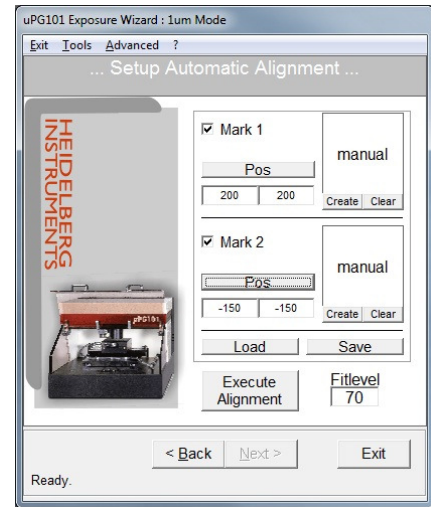 uPG101 Exposure Wizard : 1um Mode
Exit Tools Advanced ?
... Setup Automatic Alignment ...
HEIDELBERG
INSTRUMENTS
µPG101
Mark 1
Pos
200 200
manual
Create Clear
Mark 2
Pos
-150 -150
manual
Create Clear
Load Save
Execute
Alignment
Fitlevel
70
< Back Next > Exit
Ready.